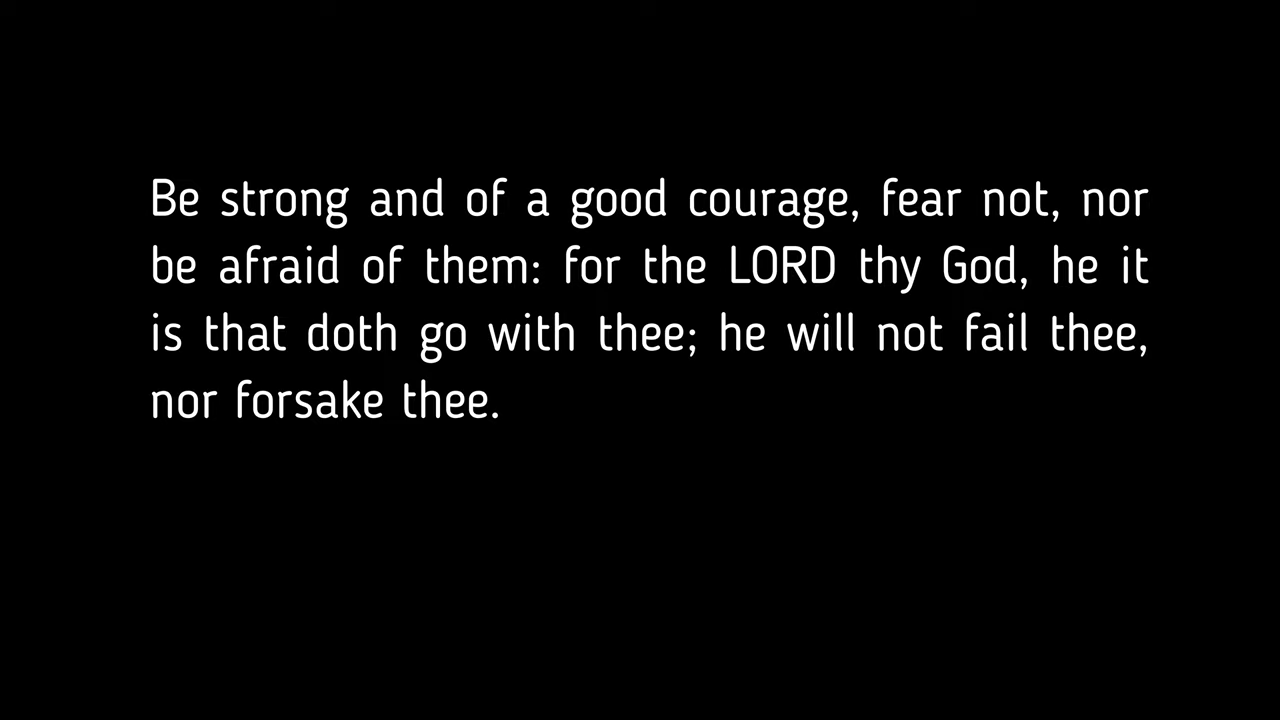 Be strong and of a good courage, fear not, nor
be afraid of them: for the LORD thy God, he it
is that doth go with thee; he will not fail thee,
nor forsake thee.